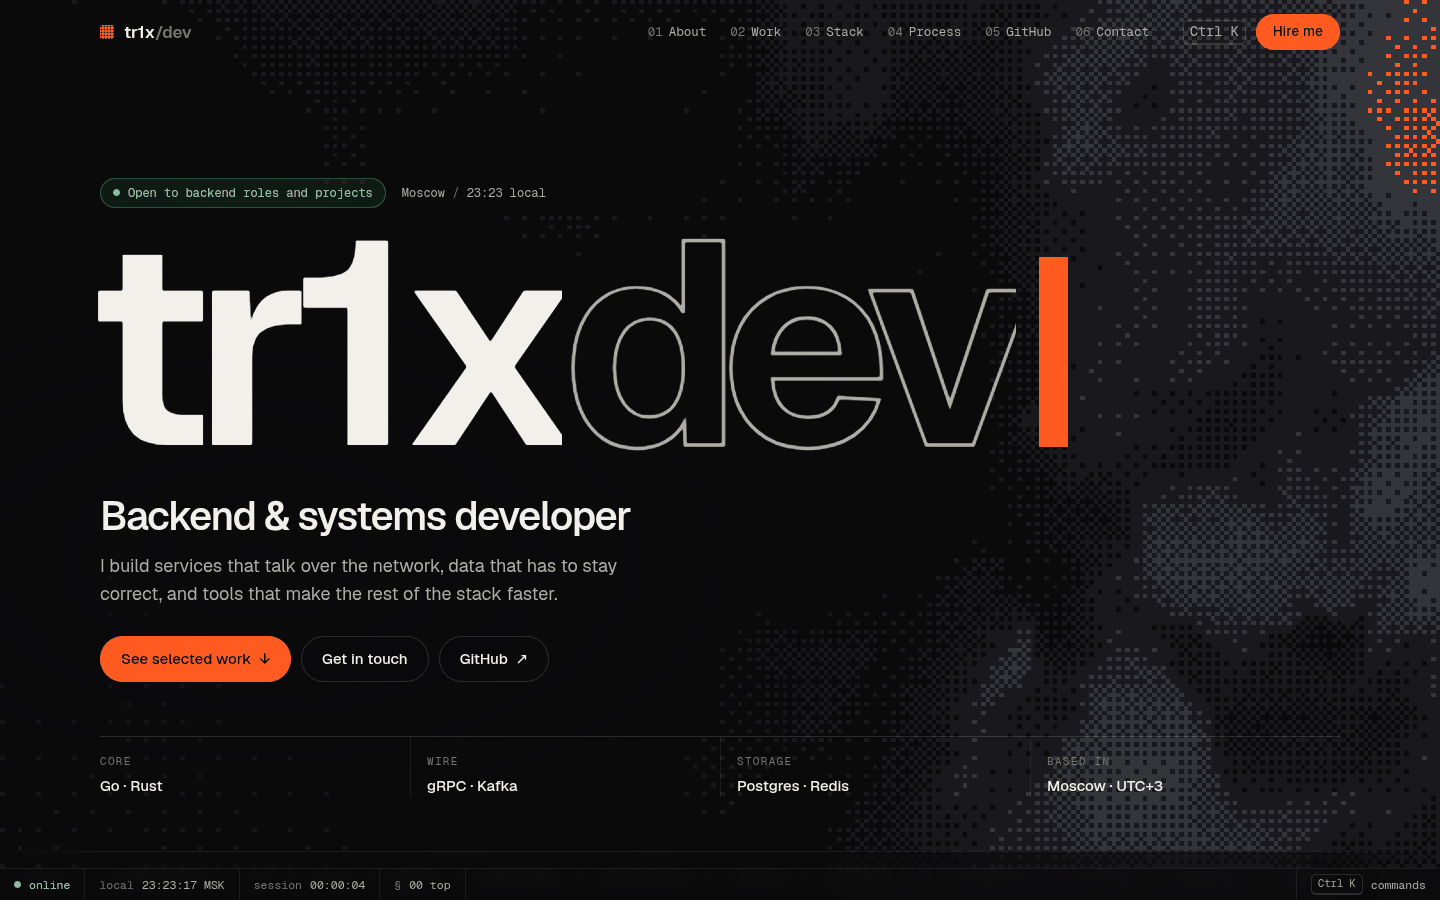 tr1x/dev
01 About 02 Work 03 Stack 04 Process 05 GitHub 06 Contact Ctrl K Hire me
Open to backend roles and projects Moscow / 23:23 local
tr1xdev
Backend & systems developer
I build services that talk over the network, data that has to stay
correct, and tools that make the rest of the stack faster.
See selected work ↓ Get in touch GitHub ↗
CORE WIRE STORAGE BASED IN
Go · Rust gRPC · Kafka Postgres · Redis Moscow · UTC+3
online local 23:23:17 MSK session 00:00:04 § 00 top Ctrl K commands